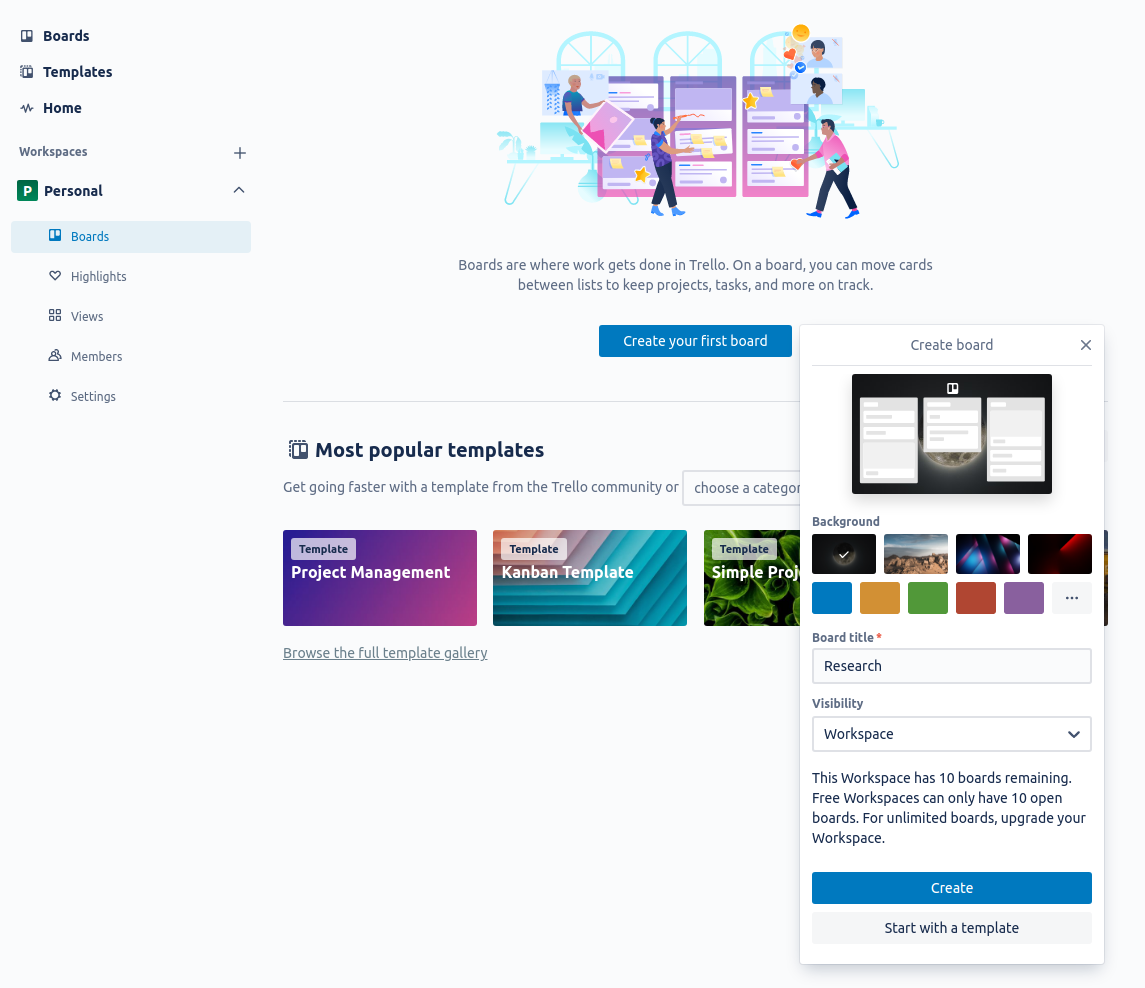 Boards
Templates
Home
Workspaces
P Personal
Boards
Highlights
Views
Members
Settings
Boards are where work gets done in Trello. On a board, you can move cards
between lists to keep projects, tasks, and more on track.
Create your first board
Most popular templates
Get going faster with a template from the Trello community or
choose a categor
Template
Project Management
Template
Kanban Template
Template
Simple Proj
Browse the full template gallery
Create board
Background
Board title *
Research
Visibility
Workspace
This Workspace has 10 boards remaining.
Free Workspaces can only have 10 open
boards. For unlimited boards, upgrade your
Workspace.
Create
Start with a template